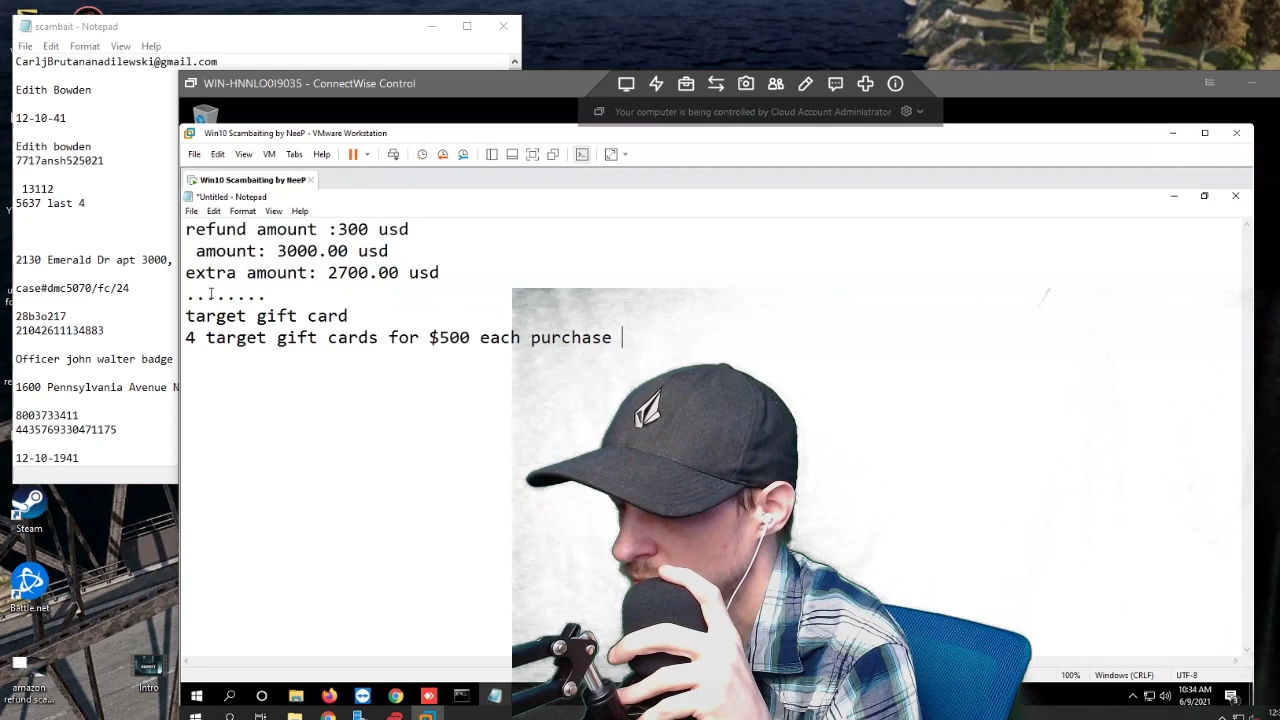 scambait - Notepad
File Edit Format View Help
CarljBrutananadilewski@gmail.com
Edith Bowden
12-10-41
Edith bowden
7717ansh525021
13112
5637 last 4
2130 Emerald Dr apt 3000,
case#dmc5070/fc/24
28b3o217
21042611134883
Officer john walter badge
1600 Pennsylvania Avenue N
8003733411
4435769330471175
12-10-1941
WIN-HNNLO0I9035 - ConnectWise Control
Your computer is being controlled by Cloud Account Administrator
Win10 Scambaiting by NeeP - VMware Workstation
File Edit View VM Tabs Help
Win10 Scambaiting by NeeP
*Untitled - Notepad
File Edit Format View Help
refund amount :300 usd
amount: 3000.00 usd
extra amount: 2700.00 usd
........
target gift card
4 target gift cards for $500 each purchase
100% Windows (CRLF) UTF-8
Steam
Battle.net
amazon
refund sca...
Intro
10:34 AM
6/9/2021